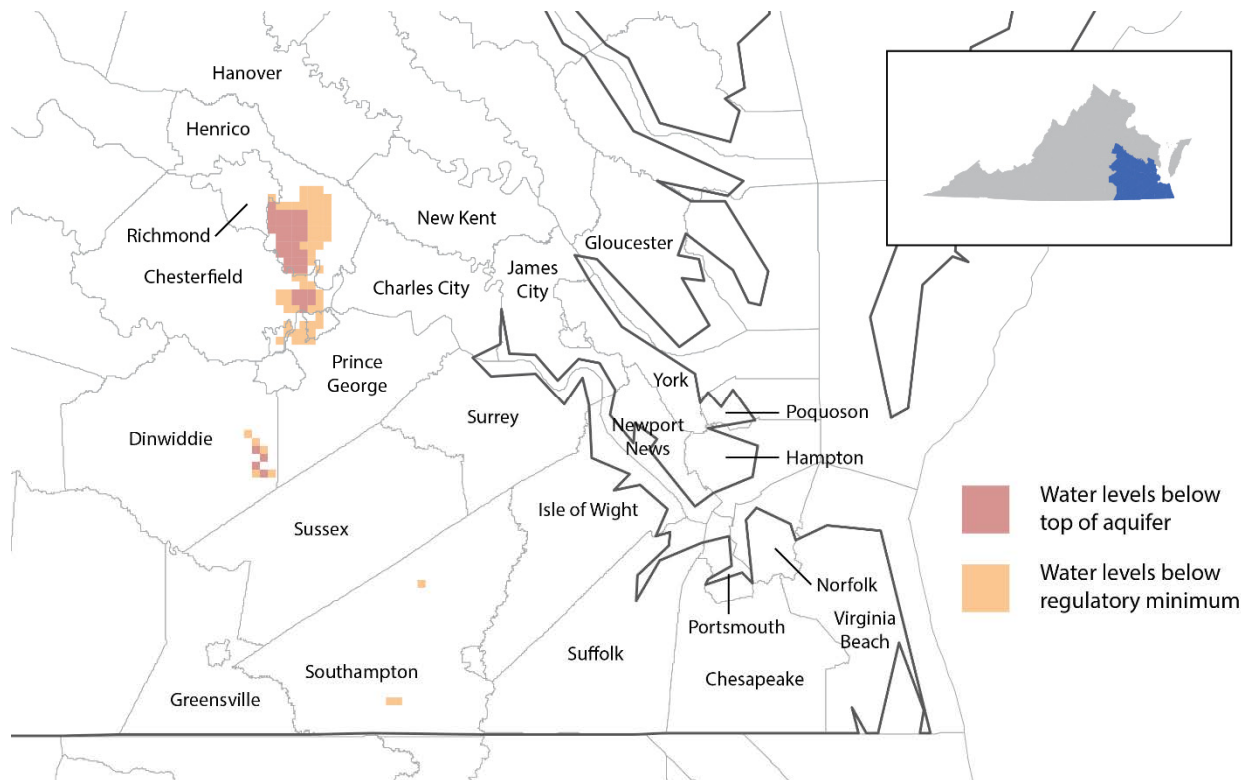 Hanover
Henrico
New Kent
Richmond
Gloucester
Chesterfield
James
City
Charles City
Prince
George
York
Surrey
Poquoson
Dinwiddie
Newport
News
Hampton
Isle of Wight
Sussex
Norfolk
Portsmouth
Virginia
Beach
Suffolk
Southampton
Chesapeake
Greensville
Water levels below
top of aquifer
Water levels below
regulatory minimum